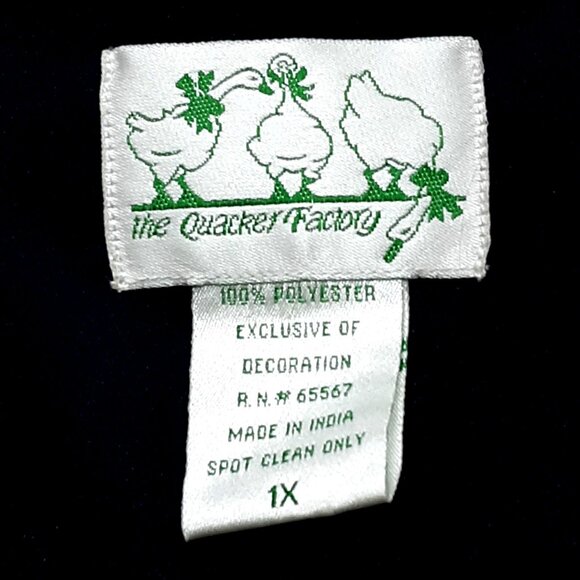 the Quacker Factory
100% POLYESTER
EXCLUSIVE OF
DECORATION
R.N.# 65567
MADE IN INDIA
SPOT CLEAN ONLY
1X